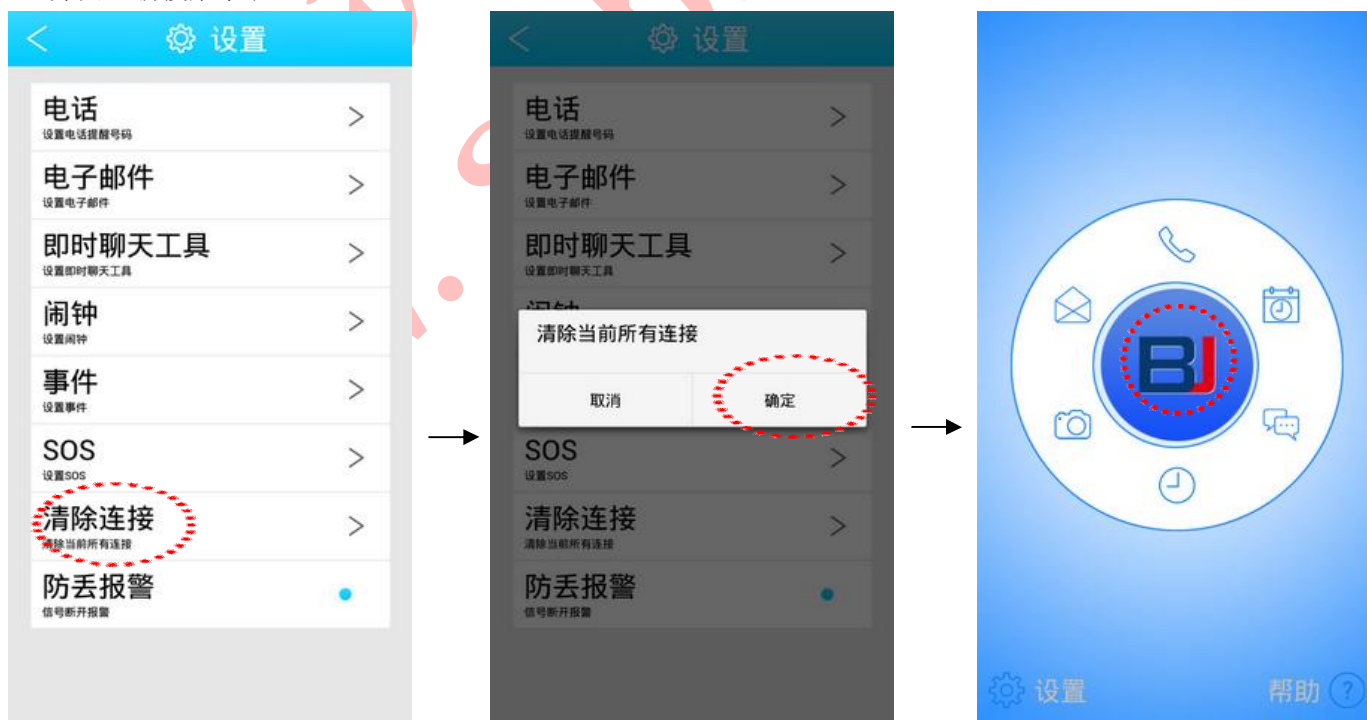 设置
电话
设置电话提醒号码
电子邮件
设置电子邮件
即时聊天工具
设置即时聊天工具
闹钟
设置闹钟
事件
设置事件
SOS
设置SOS
清除连接
清除当前所有连接
防丢报警
信号断开报警
设置
电话
设置电话提醒号码
电子邮件
设置电子邮件
即时聊天工具
设置即时聊天工具
清除当前所有连接
取消 确定
SOS
设置SOS
清除连接
清除当前所有连接
防丢报警
信号断开报警
BJ
设置 帮助 ?